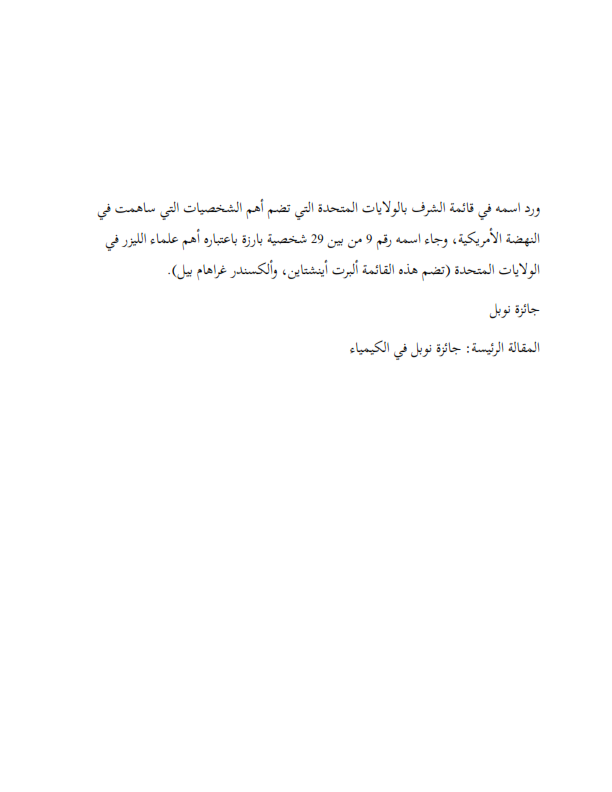 ورد اسمه في قائمة الشرف بالولايات المتحدة التي تضم أهم الشخصيات التي ساهمت في
النهضة الأمريكية، وجاء اسمه رقم 9 من بين 29 شخصية بارزة باعتباره أهم علماء الليزر في
الولايات المتحدة (تضم هذه القائمة ألبرت أينشتاين، وألكسندر غراهام بيل).
جائزة نوبل
المقالة الرئيسة: جائزة نوبل في الكيمياء